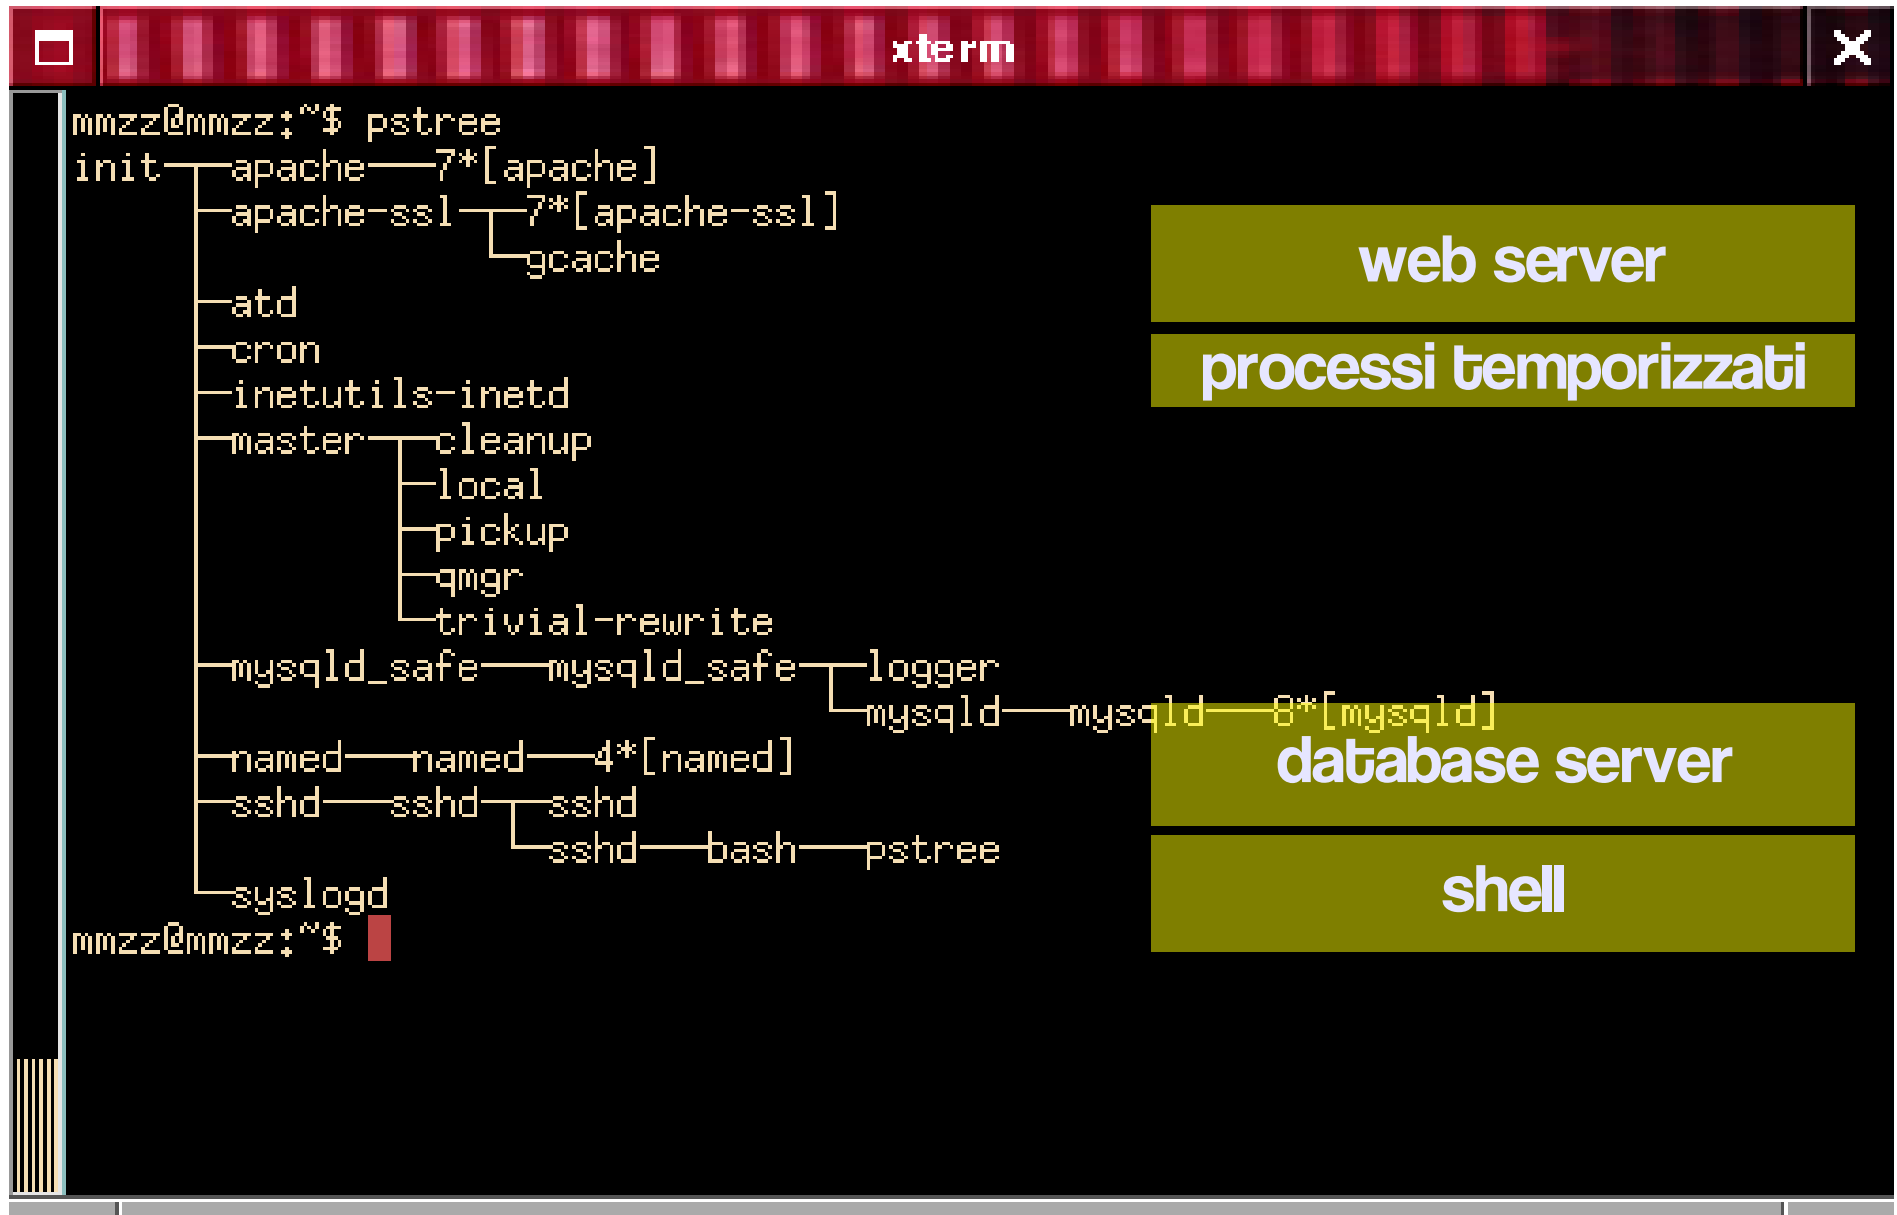 xterm
mmzz@mmzz:~$ pstree
init─┬─apache───7*[apache]
├─apache-ssl─┬─7*[apache-ssl]
└─gcache
web server
├─atd
├─cron
processi temporizzati
├─inetutils-inetd
├─master─┬─cleanup
├─local
├─pickup
├─qmgr
└─trivial-rewrite
├─mysqld_safe───mysqld_safe─┬─logger
└─mysqld───mysqld───8*[mysqld]
database server
├─named───named───4*[named]
├─sshd───sshd─┬─sshd
└─sshd───bash───pstree
shell
└─syslogd
mmzz@mmzz:~$